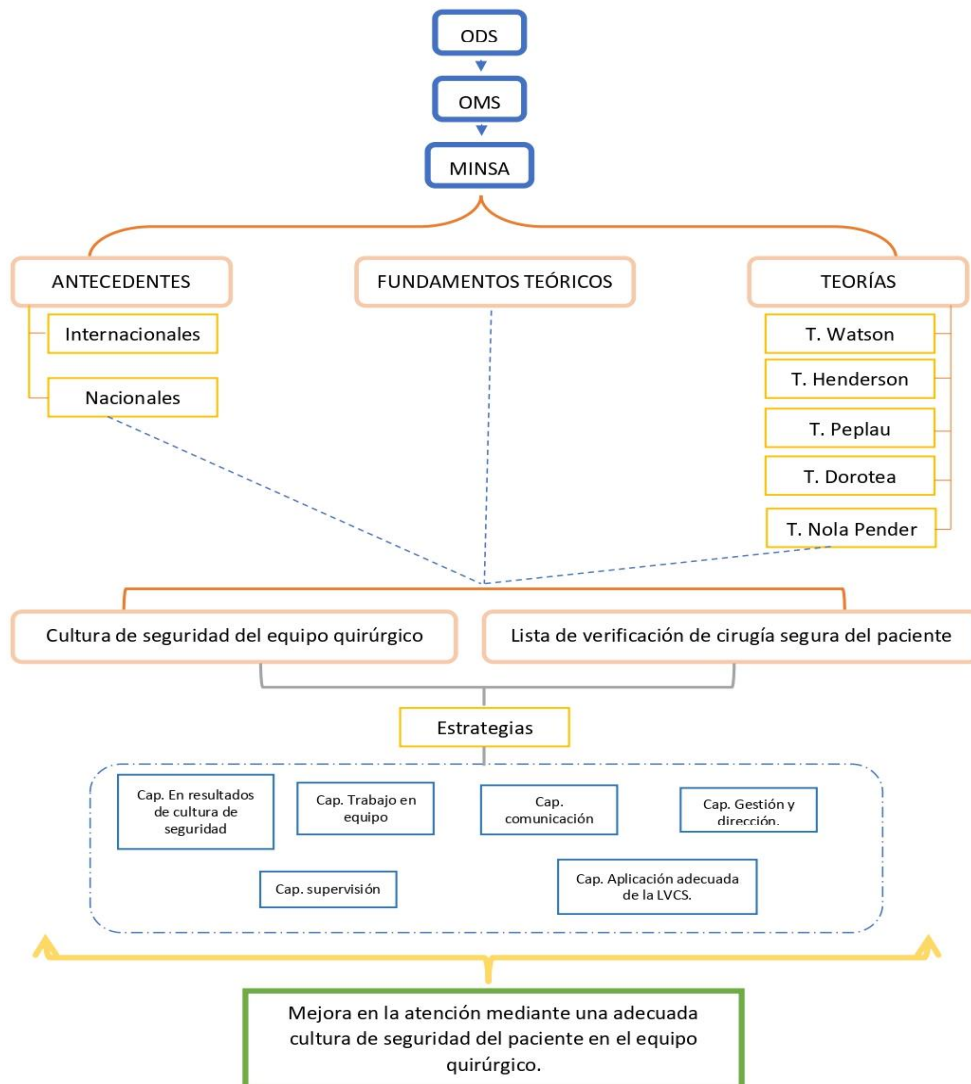 ODS
OMS
MINSA
ANTECEDENTES
FUNDAMENTOS TEÓRICOS
TEORÍAS
Internacionales
Nacionales
T. Watson
T. Henderson
T. Peplau
T. Dorotea
T. Nola Pender
Cultura de seguridad del equipo quirúrgico
Lista de verificación de cirugía segura del paciente
Estrategias
Cap. En resultados
de cultura de
seguridad
Cap. Trabajo en
equipo
Cap.
comunicación
Cap. Gestión y
dirección.
Cap. supervisión
Cap. Aplicación adecuada
de la LVCS.
Mejora en la atención mediante una adecuada
cultura de seguridad del paciente en el equipo
quirúrgico.